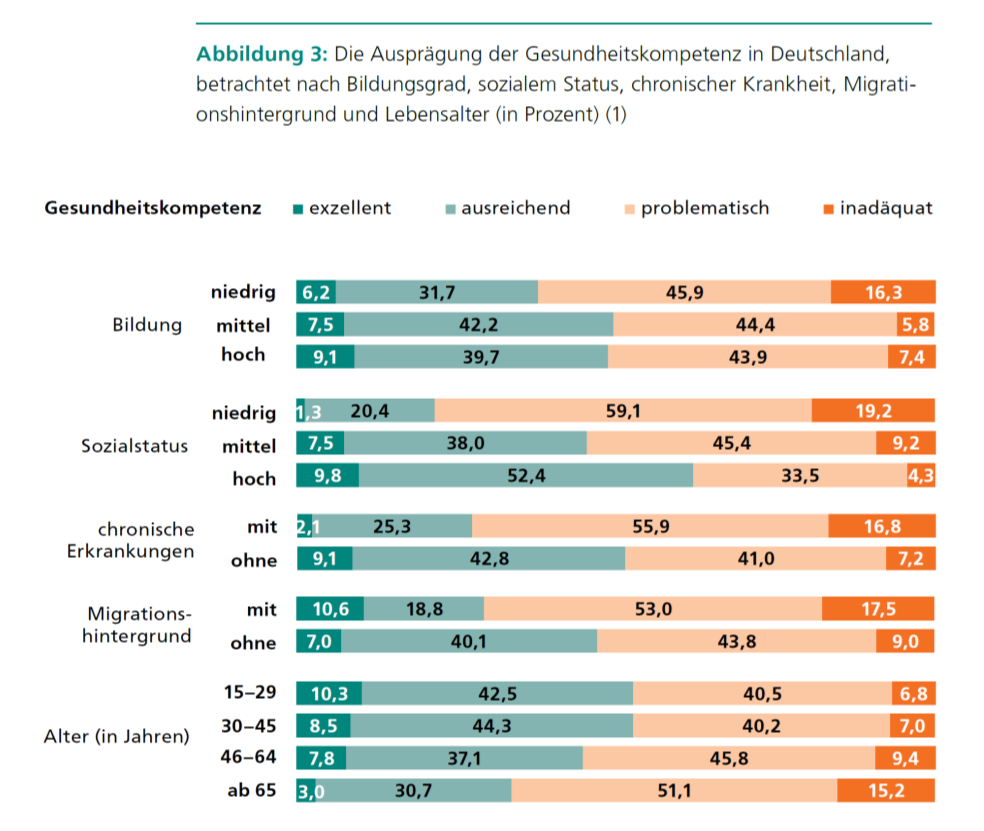 Abbildung 3: Die Ausprägung der Gesundheitskompetenz in Deutschland,
betrachtet nach Bildungsgrad, sozialem Status, chronischer Krankheit, Migrati-
onshintergrund und Lebensalter (in Prozent) (1)
Gesundheitskompetenz exzellent ausreichend problematisch inadäquat
niedrig 6,2 31,7 45,9 16,3
Bildung mittel 7,5 42,2 44,4 5,8
hoch 9,1 39,7 43,9 7,4
niedrig 1,3 20,4 59,1 19,2
Sozialstatus mittel 7,5 38,0 45,4 9,2
hoch 9,8 52,4 33,5 4,3
chronische mit 2,1 25,3 55,9 16,8
Erkrankungen ohne 9,1 42,8 41,0 7,2
Migrations- mit 10,6 18,8 53,0 17,5
hintergrund ohne 7,0 40,1 43,8 9,0
15–29 10,3 42,5 40,5 6,8
30–45 8,5 44,3 40,2 7,0
Alter (in Jahren) 46–64 7,8 37,1 45,8 9,4
ab 65 3,0 30,7 51,1 15,2